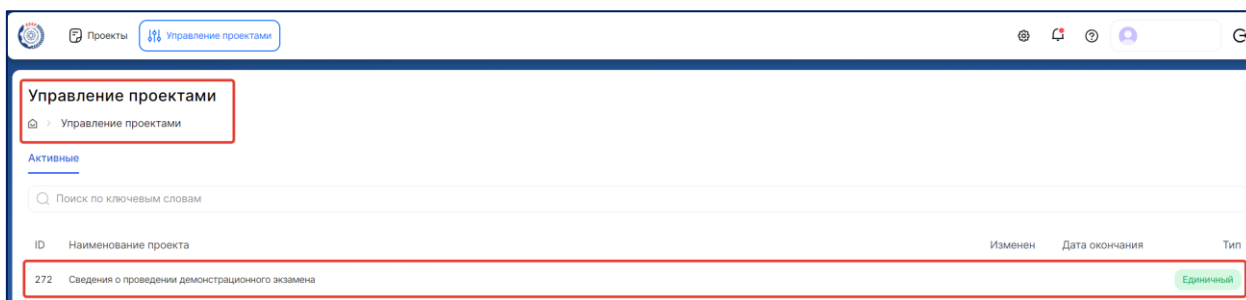 Проекты Управление проектами
Управление проектами
Управление проектами
Активные
Поиск по ключевым словам
ID Наименование проекта Изменен Дата окончания Тип
272 Сведения о проведении демонстрационного экзамена Единичный